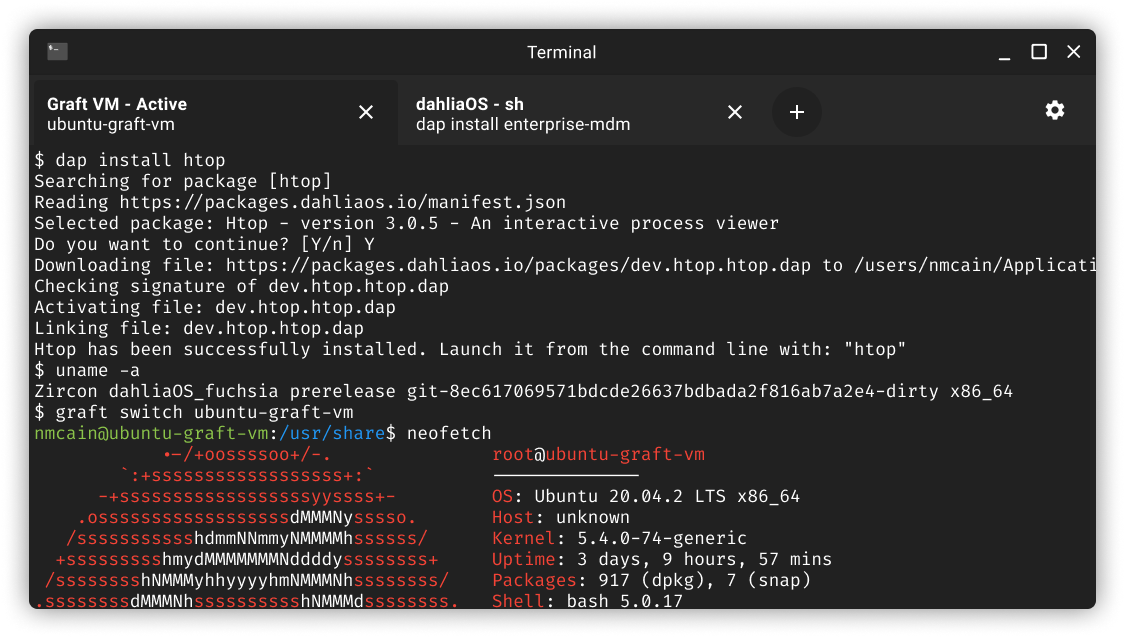 Terminal
Graft VM - Active
ubuntu-graft-vm
dahliaOS - sh
dap install enterprise-mdm
$ dap install htop
Searching for package [htop]
Reading https://packages.dahliaos.io/manifest.json
Selected package: Htop - version 3.0.5 - An interactive process viewer
Do you want to continue? [Y/n] Y
Downloading file: https://packages.dahliaos.io/packages/dev.htop.htop.dap to /users/nmcain/Applicati
Checking signature of dev.htop.htop.dap
Activating file: dev.htop.htop.dap
Linking file: dev.htop.htop.dap
Htop has been successfully installed. Launch it from the command line with: "htop"
$ uname -a
Zircon dahliaOS_fuchsia prerelease git-8ec617069571bdcde26637bdbada2f816ab7a2e4-dirty x86_64
$ graft switch ubuntu-graft-vm
nmcain@ubuntu-graft-vm:/usr/share$ neofetch
•-/+oossssoo+/-. root@ubuntu-graft-vm
`:+ssssssssssssssssss+:` ──────────────
-+ssssssssssssssssssyyssss+- OS: Ubuntu 20.04.2 LTS x86_64
.ossssssssssssssssssdMMMNysssso. Host: unknown
/ssssssssssshdmmNNmmyNMMMMhssssss/ Kernel: 5.4.0-74-generic
+ssssssssshmydMMMMMMMNddddyssssssss+ Uptime: 3 days, 9 hours, 57 mins
/sssssssshNMMMyhhyyyyhmNMMMNhssssssss/ Packages: 917 (dpkg), 7 (snap)
.ssssssssdMMMNhsssssssssshNMMMdssssssss. Shell: bash 5.0.17